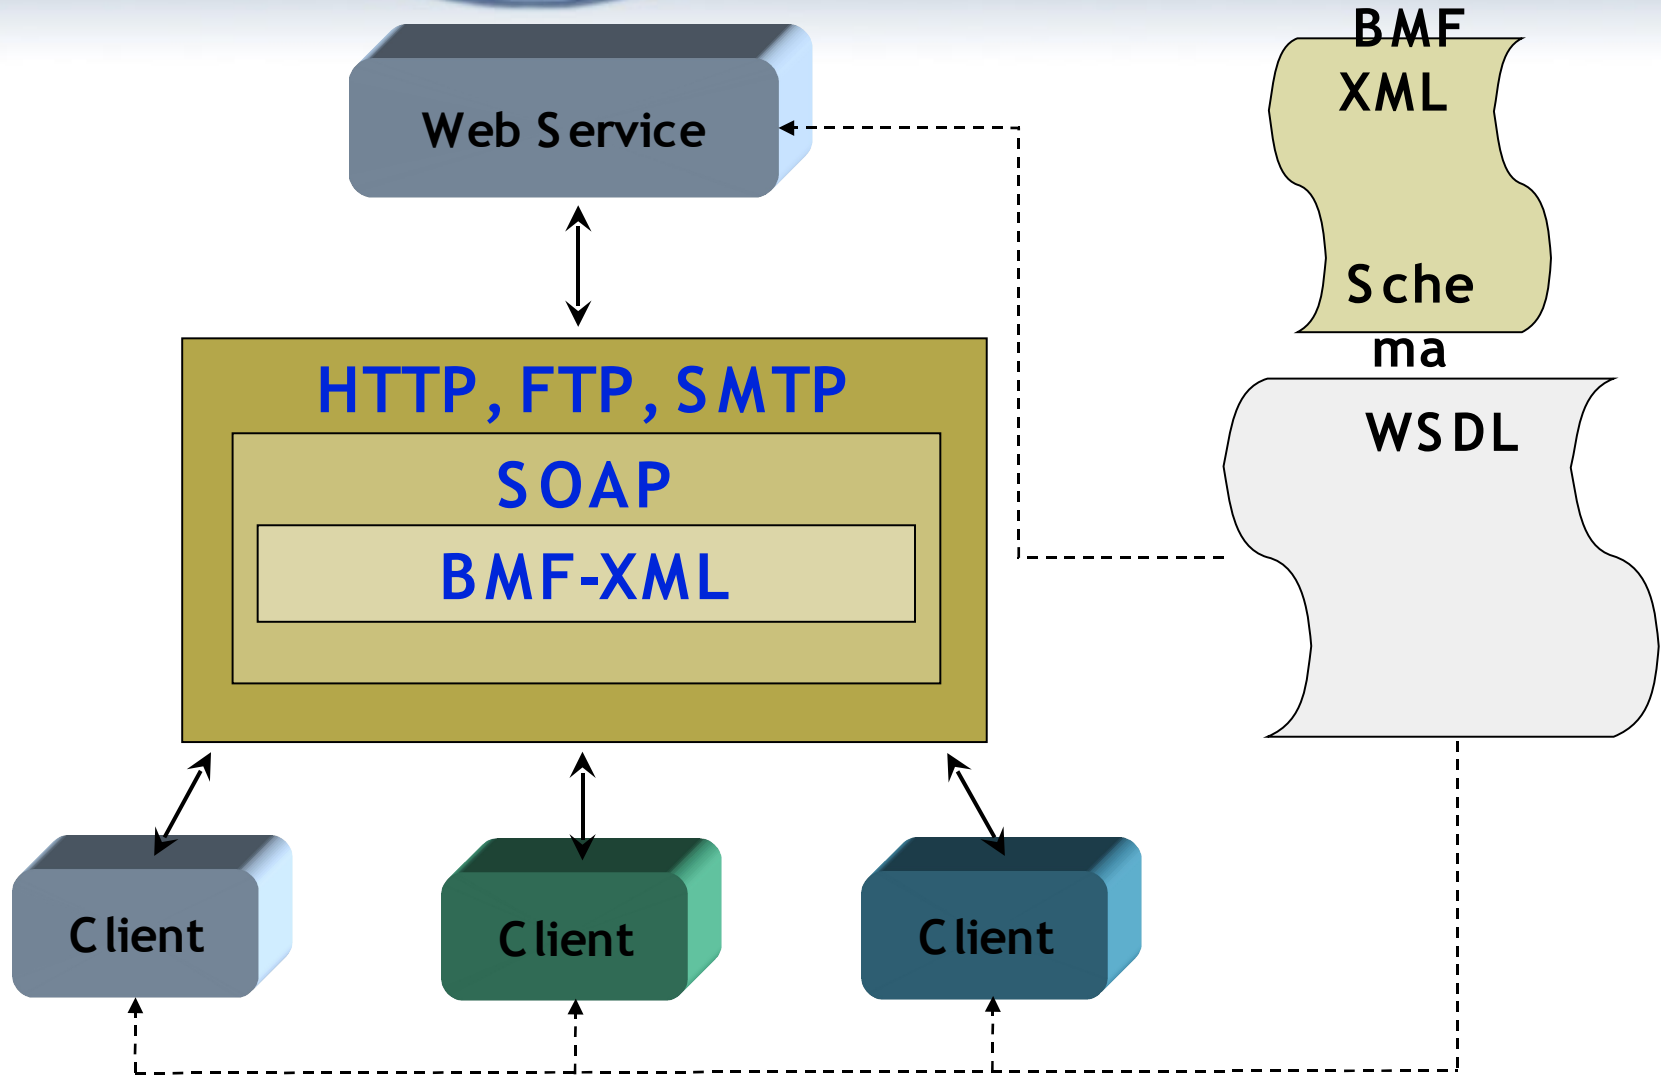 Web Service
BMF
XML
Sche
ma
HTTP, FTP, SMTP
SOAP
BMF-XML
WSDL
Client
Client
Client